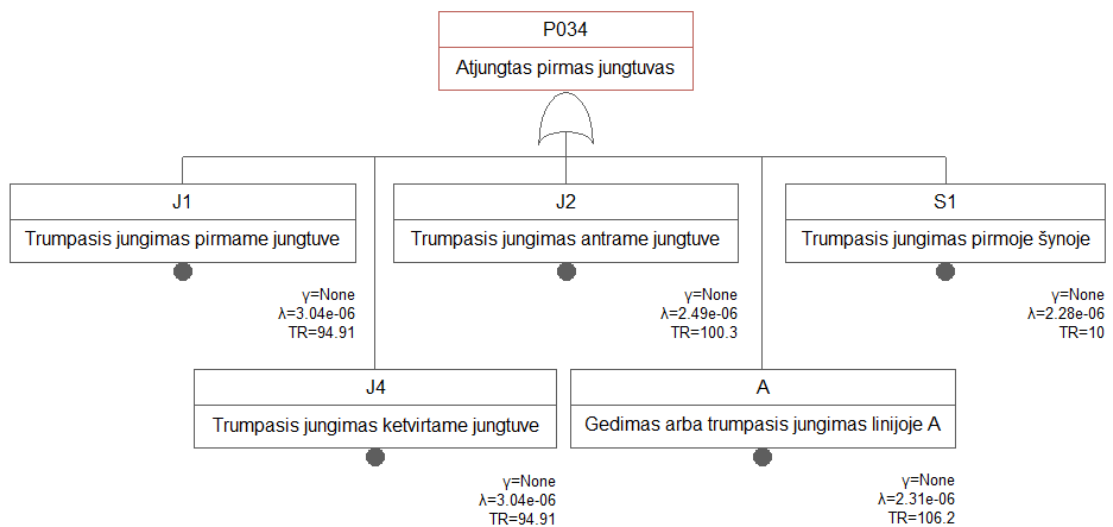 P034
Atjungtas pirmas jungtuvas
J1
Trumpasis jungimas pirmame jungtuve
γ=None
λ=3.04e-06
TR=94.91
J2
Trumpasis jungimas antrame jungtuve
γ=None
λ=2.49e-06
TR=100.3
S1
Trumpasis jungimas pirmoje šynoje
γ=None
λ=2.28e-06
TR=10
J4
Trumpasis jungimas ketvirtame jungtuve
γ=None
λ=3.04e-06
TR=94.91
A
Gedimas arba trumpasis jungimas linijoje A
γ=None
λ=2.31e-06
TR=106.2